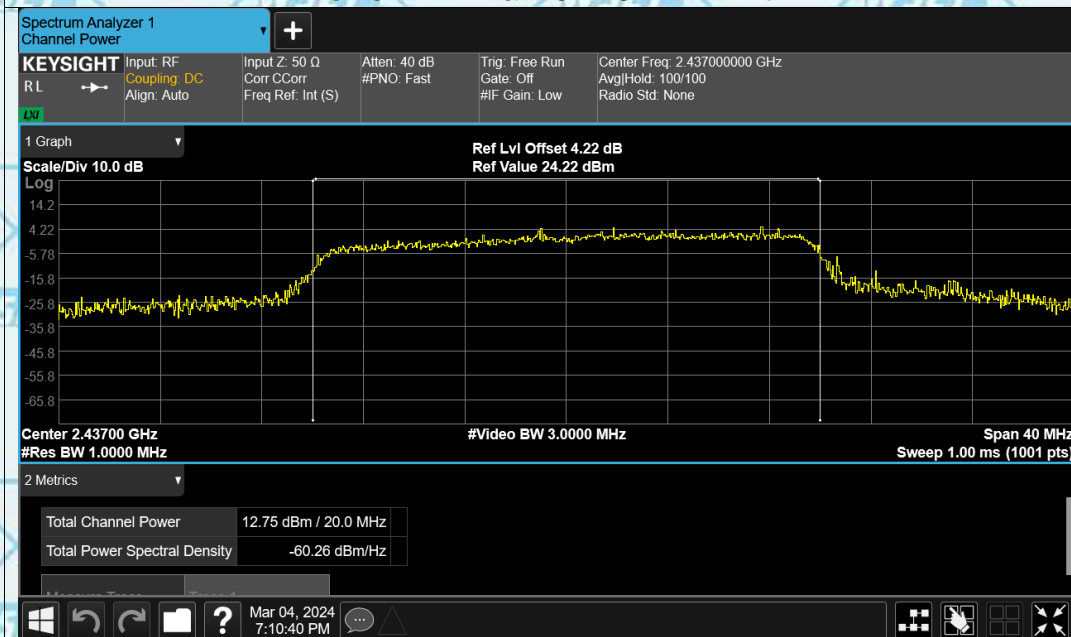 Spectrum Analyzer 1
Channel Power
+
KEYSIGHT
R L
LXI
Input: RF
Coupling: DC
Align: Auto
Input Z: 50 Ω
Corr CCorr
Freq Ref: Int (S)
Atten: 40 dB
#PNO: Fast
Trig: Free Run
Gate: Off
#IF Gain: Low
Center Freq: 2.437000000 GHz
Avg|Hold: 100/100
Radio Std: None
1 Graph
Scale/Div 10.0 dB
Ref Lvl Offset 4.22 dB
Ref Value 24.22 dBm
Log
14.2
4.22
-5.78
-15.8
-25.8
-35.8
-45.8
-55.8
-65.8
Center 2.43700 GHz
#Res BW 1.0000 MHz
#Video BW 3.0000 MHz
Span 40 MHz
Sweep 1.00 ms (1001 pts)
2 Metrics
Total Channel Power 12.75 dBm / 20.0 MHz
Total Power Spectral Density -60.26 dBm/Hz
?
Mar 04, 2024
7:10:40 PM